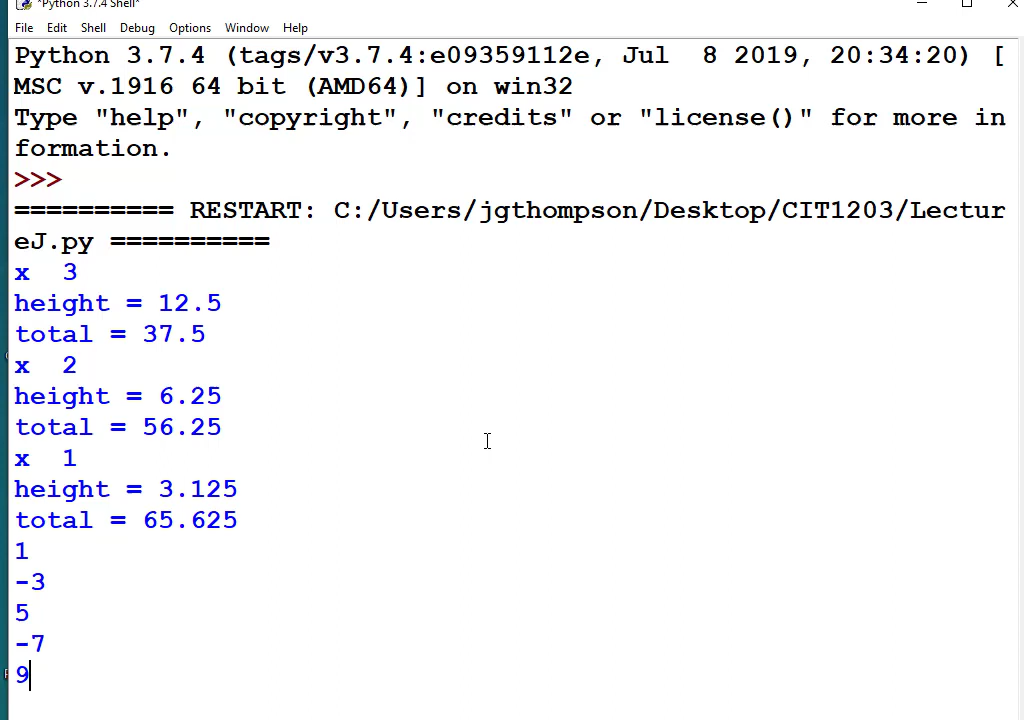 *Python 3.7.4 Shell*
File Edit Shell Debug Options Window Help
Python 3.7.4 (tags/v3.7.4:e09359112e, Jul  8 2019, 20:34:20) [
MSC v.1916 64 bit (AMD64)] on win32
Type "help", "copyright", "credits" or "license()" for more in
formation.
>>>
========== RESTART: C:/Users/jgthompson/Desktop/CIT1203/Lectur
eJ.py ==========
x  3
height = 12.5
total = 37.5
x  2
height = 6.25
total = 56.25
x  1
height = 3.125
total = 65.625
1
-3
5
-7
9